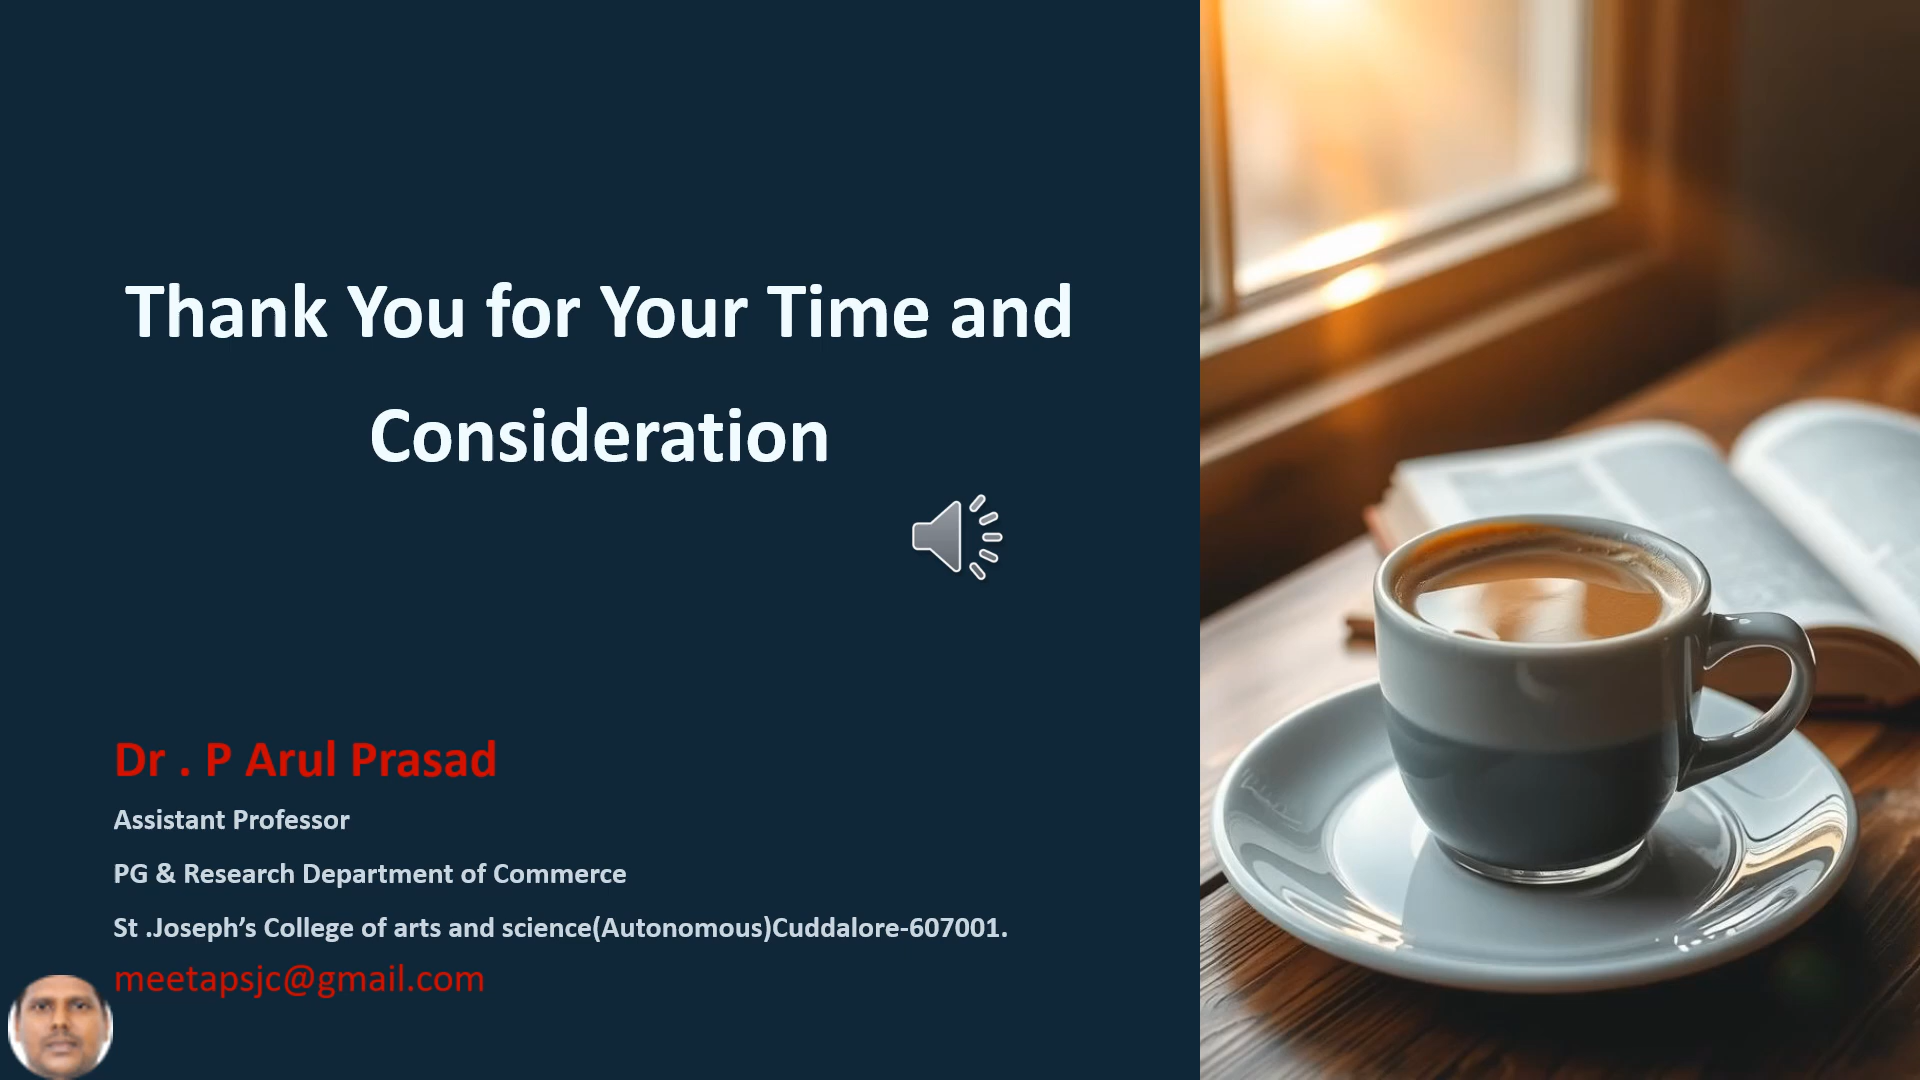 Thank You for Your Time and
Consideration
Dr . P Arul Prasad
Assistant Professor
PG & Research Department of Commerce
St .Joseph’s College of arts and science(Autonomous)Cuddalore-607001.
meetapsjc@gmail.com